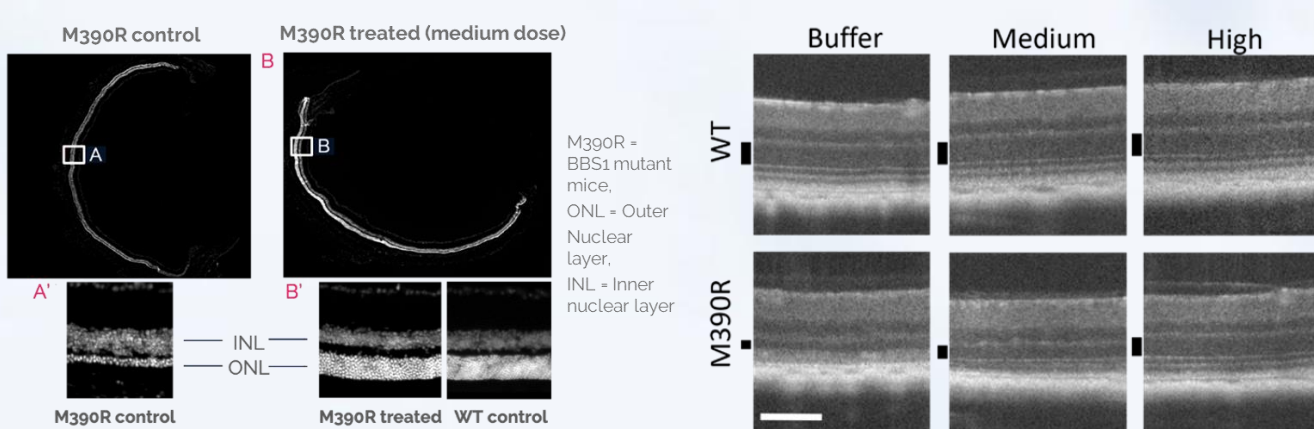 M390R control
M390R treated (medium dose)
B
A
B
A'
B'
INL
ONL
M390R control
M390R treated
WT control
M390R =
BBS1 mutant
mice,
ONL = Outer
Nuclear
layer,
INL = Inner
nuclear layer
Buffer
Medium
High
WT
M390R